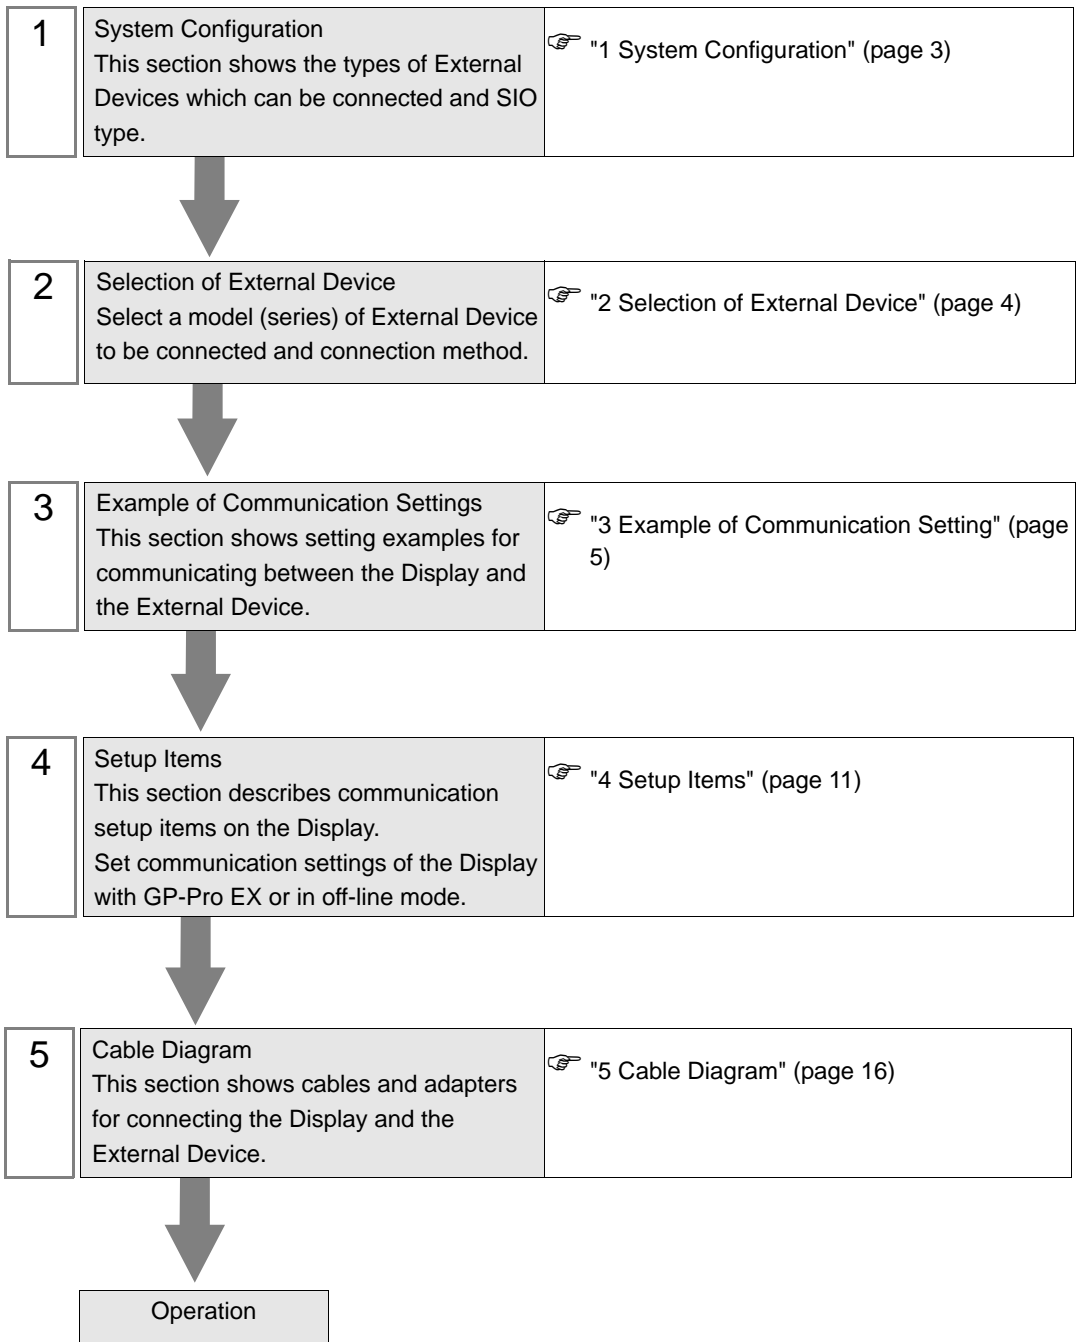 1
System Configuration
This section shows the types of External
Devices which can be connected and SIO
type.
"1 System Configuration" (page 3)
2
Selection of External Device
Select a model (series) of External Device
to be connected and connection method.
"2 Selection of External Device" (page 4)
3
Example of Communication Settings
This section shows setting examples for
communicating between the Display and
the External Device.
"3 Example of Communication Setting" (page
5)
4
Setup Items
This section describes communication
setup items on the Display.
Set communication settings of the Display
with GP-Pro EX or in off-line mode.
"4 Setup Items" (page 11)
5
Cable Diagram
This section shows cables and adapters
for connecting the Display and the
External Device.
"5 Cable Diagram" (page 16)
Operation